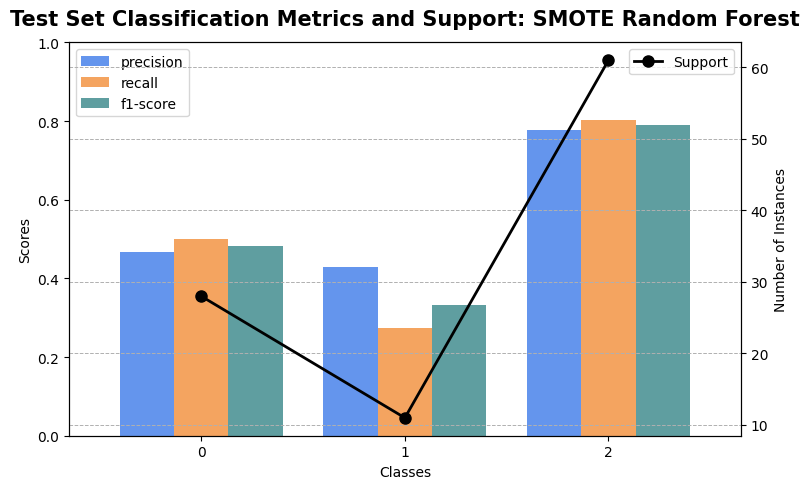 Test Set Classification Metrics and Support: SMOTE Random Forest
precision
recall
f1-score
Support
1.0
0.8
0.6
0.4
0.2
0.0
Scores
60
50
40
30
20
10
Number of Instances
0
1
2
Classes